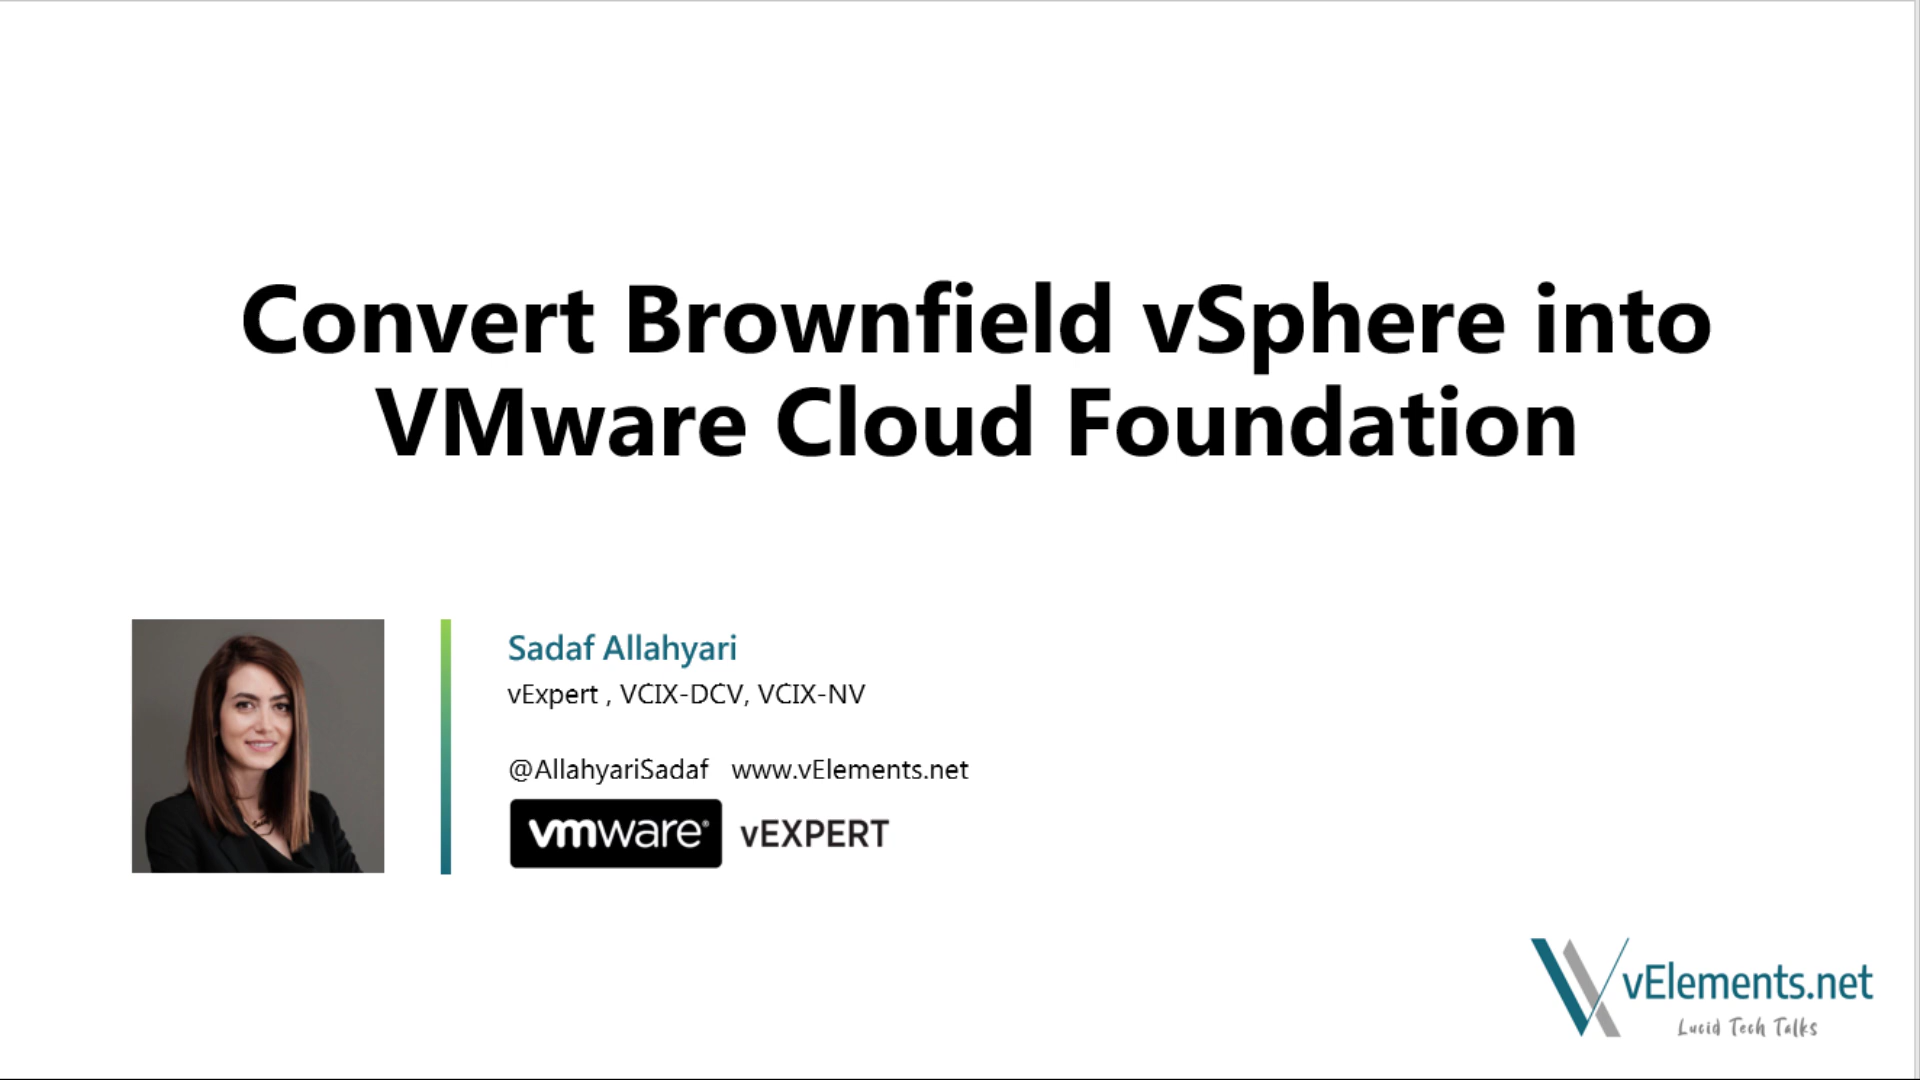 Convert Brownfield vSphere into
VMware Cloud Foundation
Sadaf Allahyari
vExpert , VCIX-DCV, VCIX-NV
@AllahyariSadaf www.vElements.net
vmware® vEXPERT
vElements.net
Lucid Tech Talks